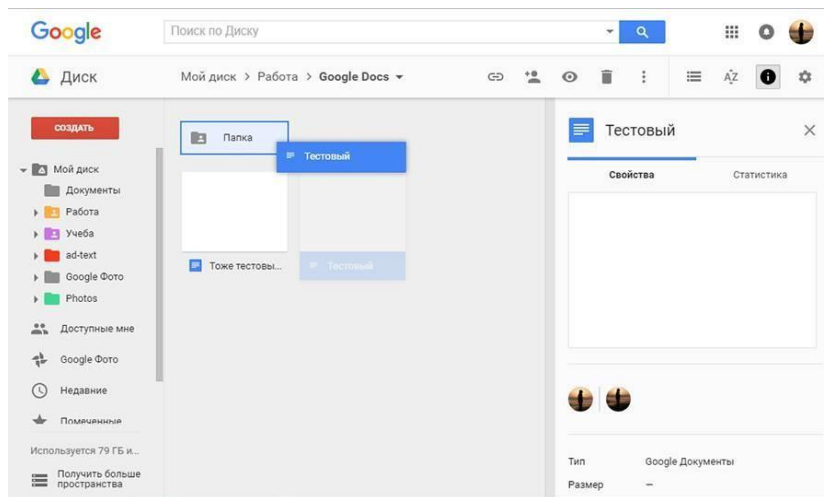 Google
Поиск по Диску
Диск
Мой диск > Работа > Google Docs
AZ
СОЗДАТЬ
Мой диск
Документы
Работа
Учеба
ad-text
Google Фото
Photos
Доступные мне
Google Фото
Недавние
Помеченные
Используется 79 ГБ и...
Получить больше
пространства
Папка
Тестовый
Тоже тестовы...
Тестовый
Тестовый
Свойства
Статистика
Тип Google Документы
Размер –